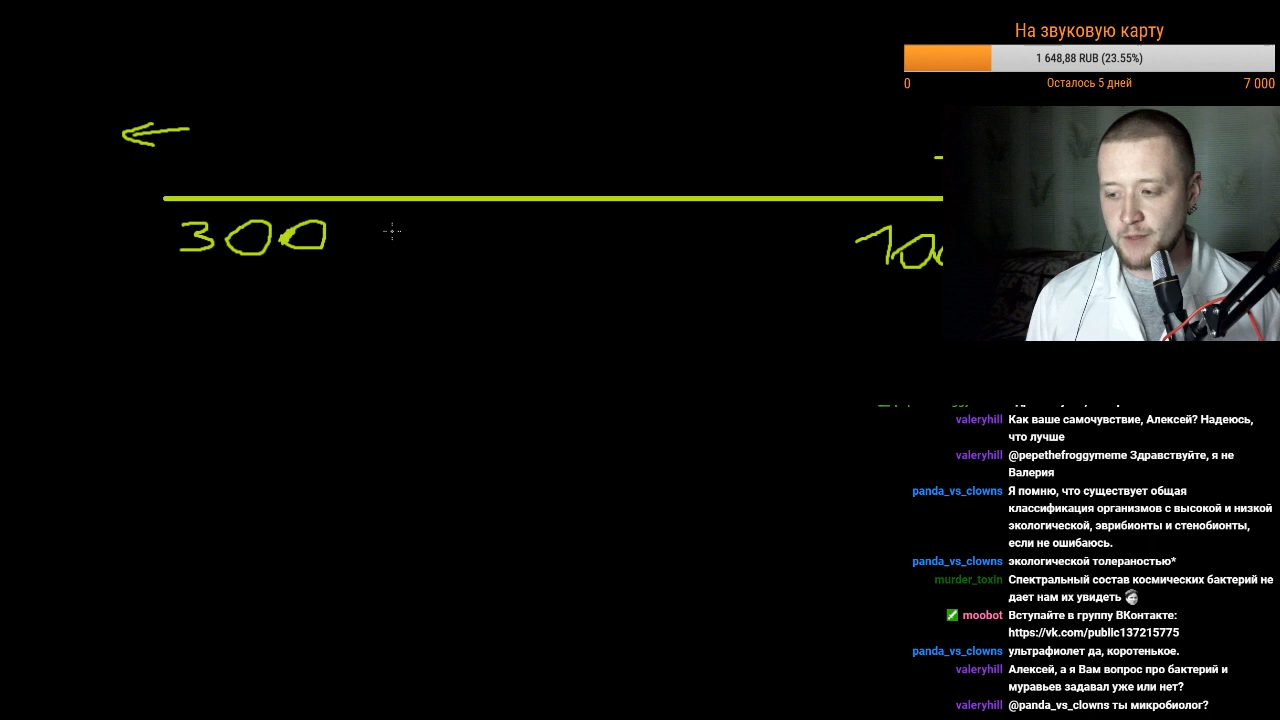 На звуковую карту
1 648,88 RUB (23.55%)
0 Осталось 5 дней 7 000
300
valeryhill Как ваше самочувствие, Алексей? Надеюсь,
что лучше
valeryhill @pepethefroggymeme Здравствуйте, я не
Валерия
panda_vs_clowns Я помню, что существует общая
классификация организмов с высокой и низкой
экологической, эврибионты и стенобионты,
если не ошибаюсь.
panda_vs_clowns экологической толераностью*
murder_toxin Спектральный состав космических бактерий не
дает нам их увидеть
moobot Вступайте в группу ВКонтакте:
https://vk.com/public137215775
panda_vs_clowns ультрафиолет да, коротенькое.
valeryhill Алексей, а я Вам вопрос про бактерий и
муравьев задавал уже или нет?
valeryhill @panda_vs_clowns ты микробиолог?